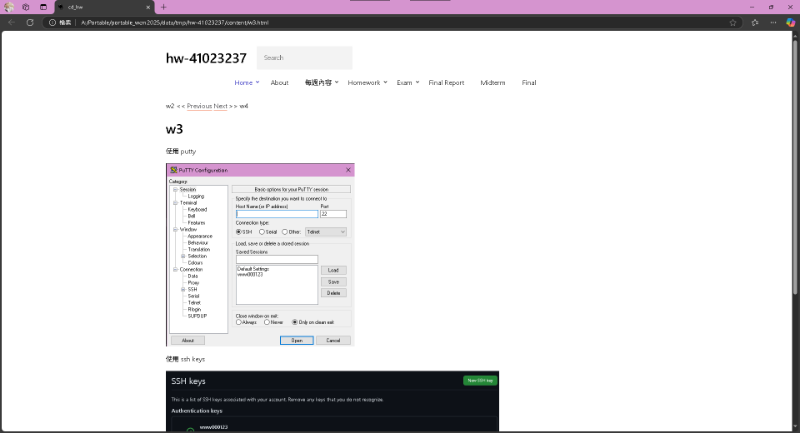 cd_hw
檔案 A:/Portable/portable_wcm2025/data/tmp/hw-41023237/content/w3.html
hw-41023237
Search
Home About 每週內容 Homework Exam Final Report Midterm Final
w2 << Previous Next >> w4
w3
使用 putty
PuTTY Configuration
Category:
Session
Logging
Terminal
Keyboard
Bell
Features
Window
Appearance
Behaviour
Translation
Selection
Colours
Connection
Data
Proxy
SSH
Serial
Telnet
Rlogin
SUPDUP
Basic options for your PuTTY session
Specify the destination you want to connect to
Host Name (or IP address) Port
22
Connection type:
SSH Serial Other: Telnet
Load, save or delete a stored session
Saved Sessions
Default Settings
Load
Save
Delete
Close window on exit:
Always Never Only on clean exit
About Open Cancel
使用 ssh keys
SSH keys New SSH key
This is a list of SSH keys associated with your account. Remove any keys that you do not recognize.
Authentication keys